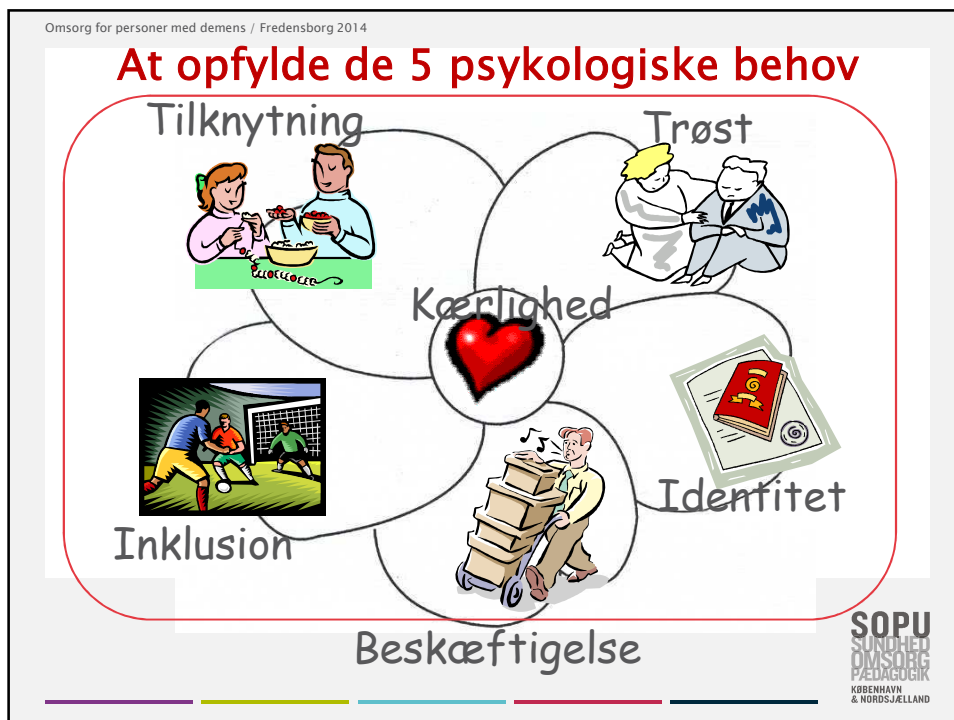 Omsorg for personer med demens / Fredensborg 2014
At opfylde de 5 psykologiske behov
Tilknytning
Trøst
Kærlighed
Identitet
Inklusion
Beskæftigelse
SOPU
SUNDHED
OMSORG
PÆDAGOGIK
KØBENHAVN
& NORDSJÆLLAND